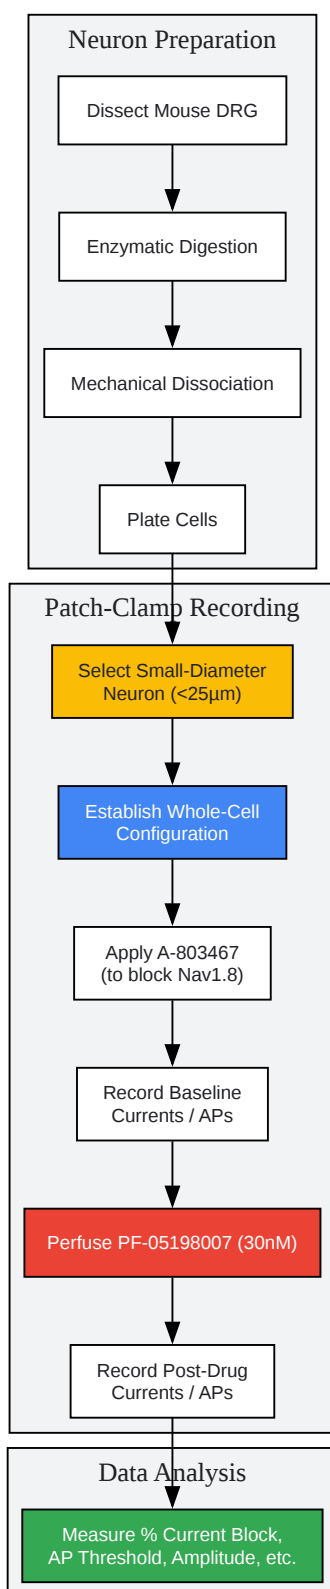 Neuron Preparation
Dissect Mouse DRG
Enzymatic Digestion
Mechanical Dissociation
Plate Cells
Patch-Clamp Recording
Select Small-Diameter
Neuron (<25µm)
Establish Whole-Cell
Configuration
Apply A-803467
(to block Nav1.8)
Record Baseline
Currents / APs
Perfuse PF-05198007 (30nM)
Record Post-Drug
Currents / APs
Data Analysis
Measure % Current Block,
AP Threshold, Amplitude, etc.